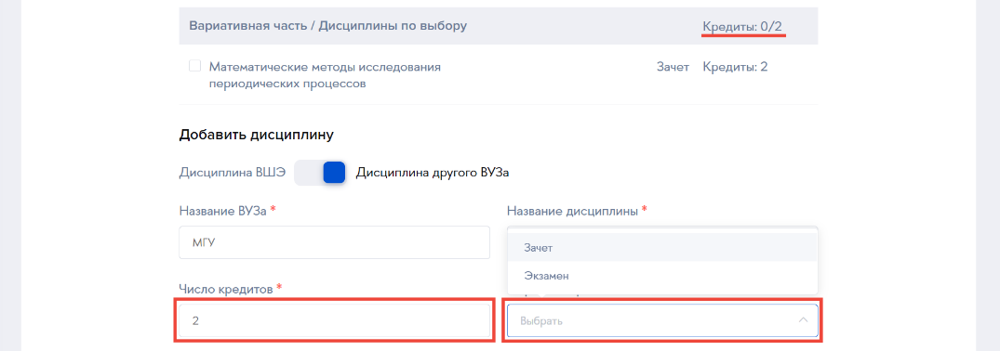 Вариативная часть / Дисциплины по выбору Кредиты: 0/2
Математические методы исследования Зачет Кредиты: 2
периодических процессов
Добавить дисциплину
Дисциплина ВШЭ Дисциплина другого ВУЗа
Название ВУЗа * Название дисциплины *
МГУ
Зачет
Экзамен
Число кредитов *
2 Выбрать